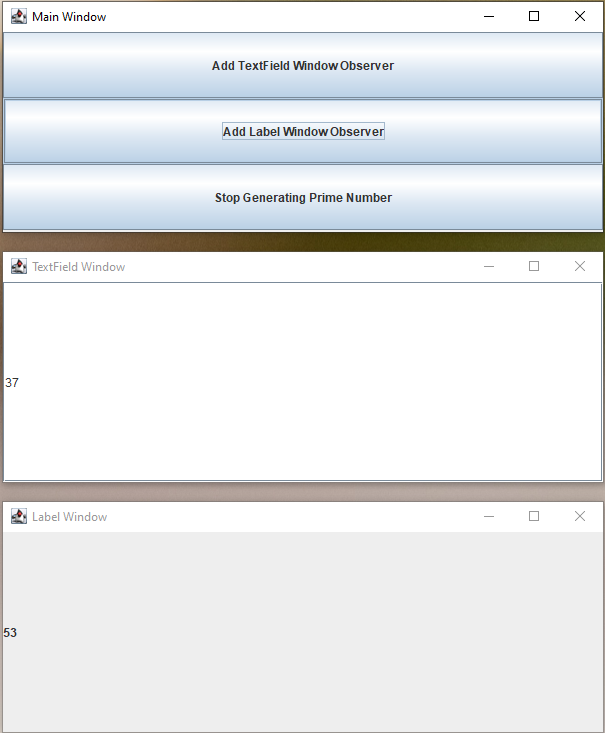 Main Window
Add TextField Window Observer
Add Label Window Observer
Stop Generating Prime Number
TextField Window
37
Label Window
53